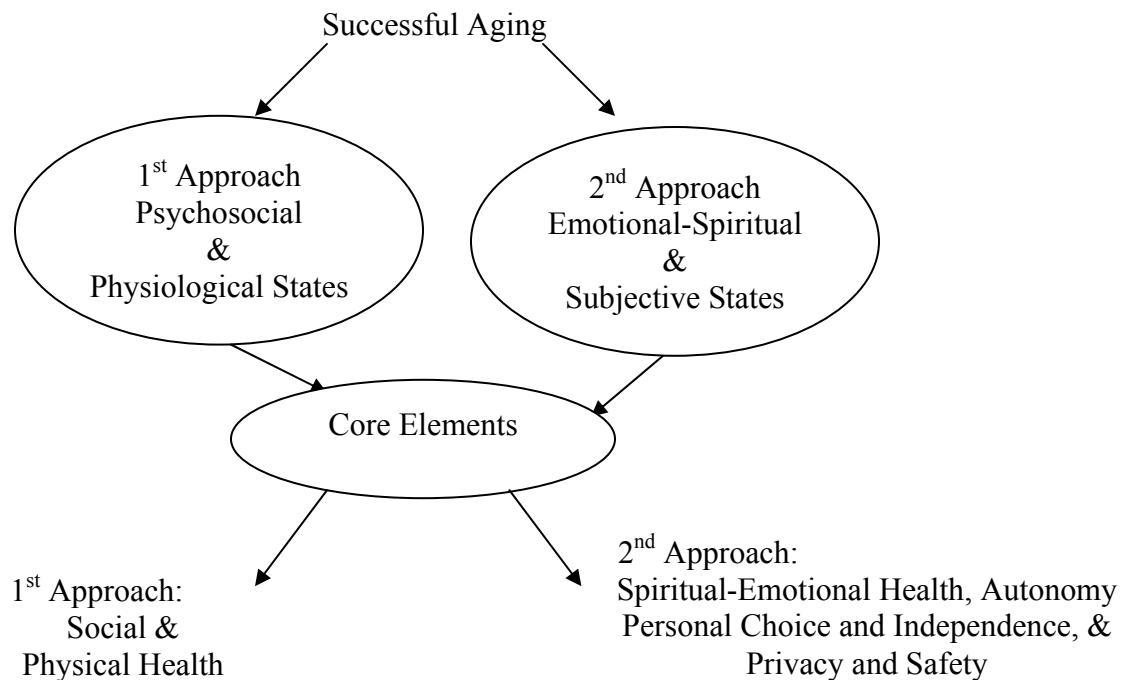 Successful Aging
1st Approach
Psychosocial
&
Physiological States
2nd Approach
Emotional-Spiritual
&
Subjective States
Core Elements
1st Approach:
Social &
Physical Health
2nd Approach:
Spiritual-Emotional Health, Autonomy
Personal Choice and Independence, &
Privacy and Safety